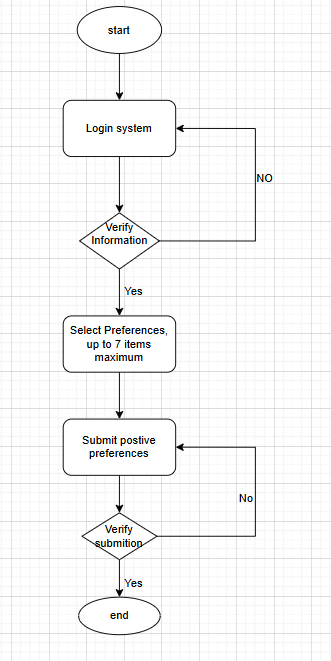 start
Login system
NO
Verify
Information
Yes
Select Preferences,
up to 7 items
maximum
Submit postive
preferences
No
Verify
submition
Yes
end